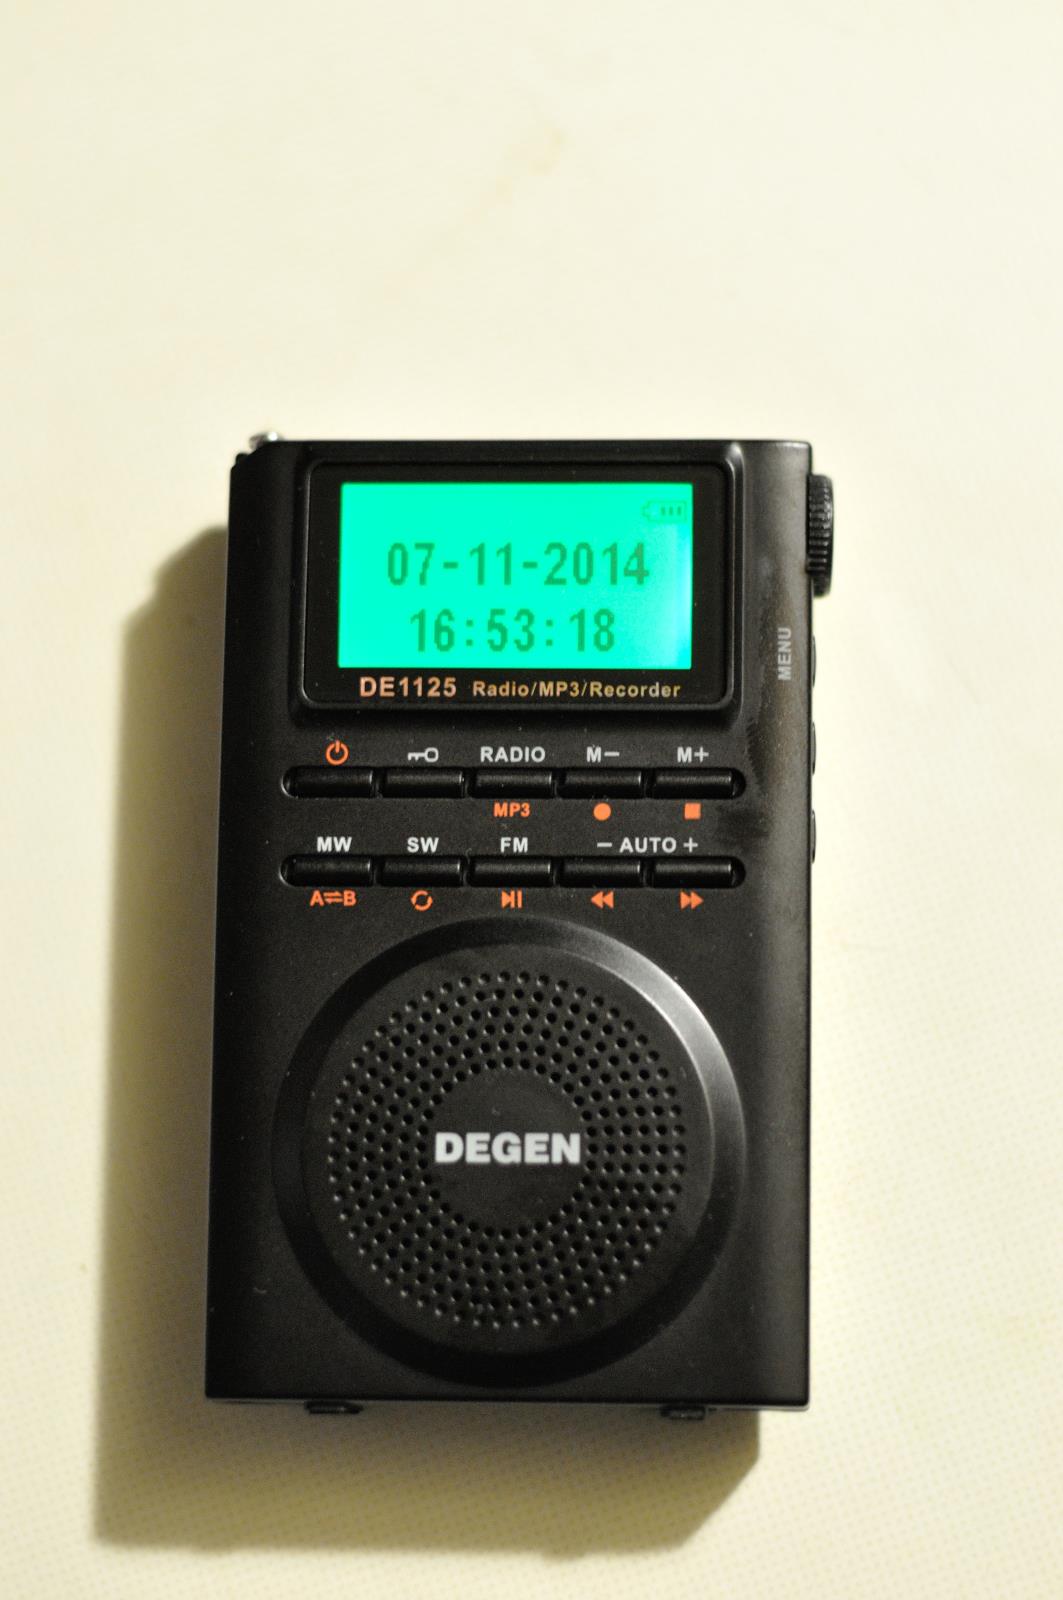 07-11-2014
16:53:18
DE1125 Radio/MP3/Recorder
MENU
RADIO M− M+
MP3
MW SW FM − AUTO +
A⇌B
DEGEN